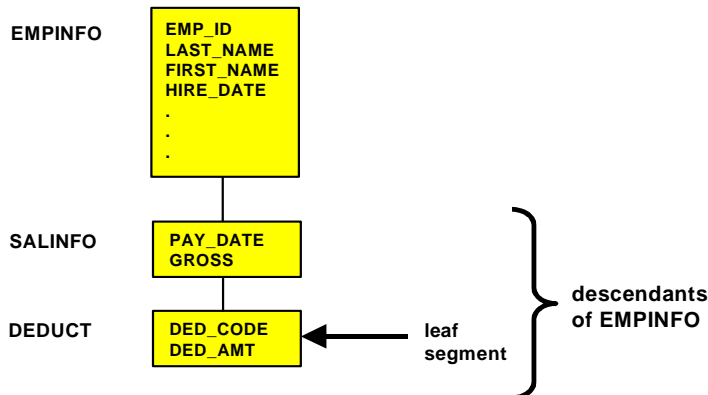 EMPINFO
EMP_ID
LAST_NAME
FIRST_NAME
HIRE_DATE
.
.
.
SALINFO
PAY_DATE
GROSS
DEDUCT
DED_CODE
DED_AMT
leaf
segment
descendants
of EMPINFO